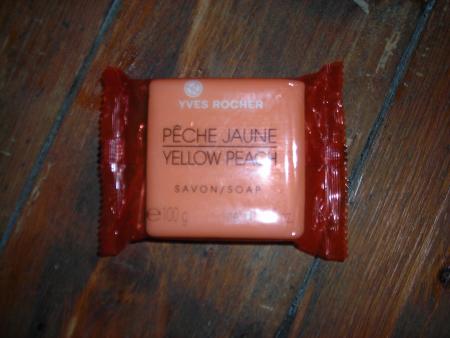 YVES ROCHER
PÊCHE JAUNE
YELLOW PEACH
SAVON/SOAP
e 100 g